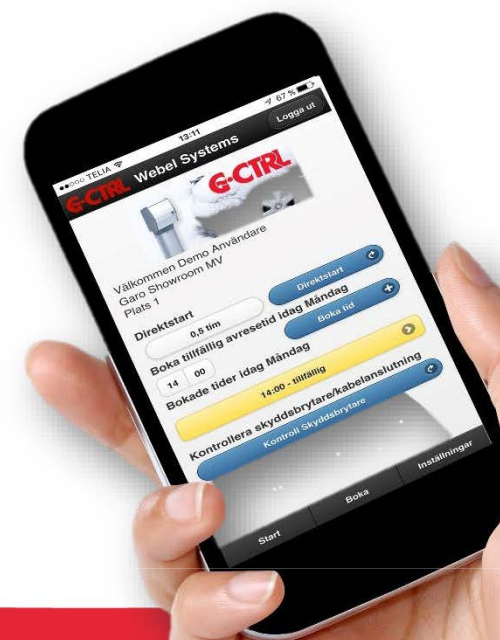 ●●○○○ TELIA 13:11 67 %
G-CTRL Webel Systems Logga ut
G-CTRL
Välkommen Demo Användare
Garo Showroom MV
Plats 1
Direktstart
0,5 tim Direktstart
Boka tillfällig avresetid idag Måndag
14 00 Boka tid
Bokade tider idag Måndag
14:00 - tillfällig
Kontrollera skyddsbrytare/kabelanslutning
Kontroll Skyddsbrytare
Start Boka Inställningar